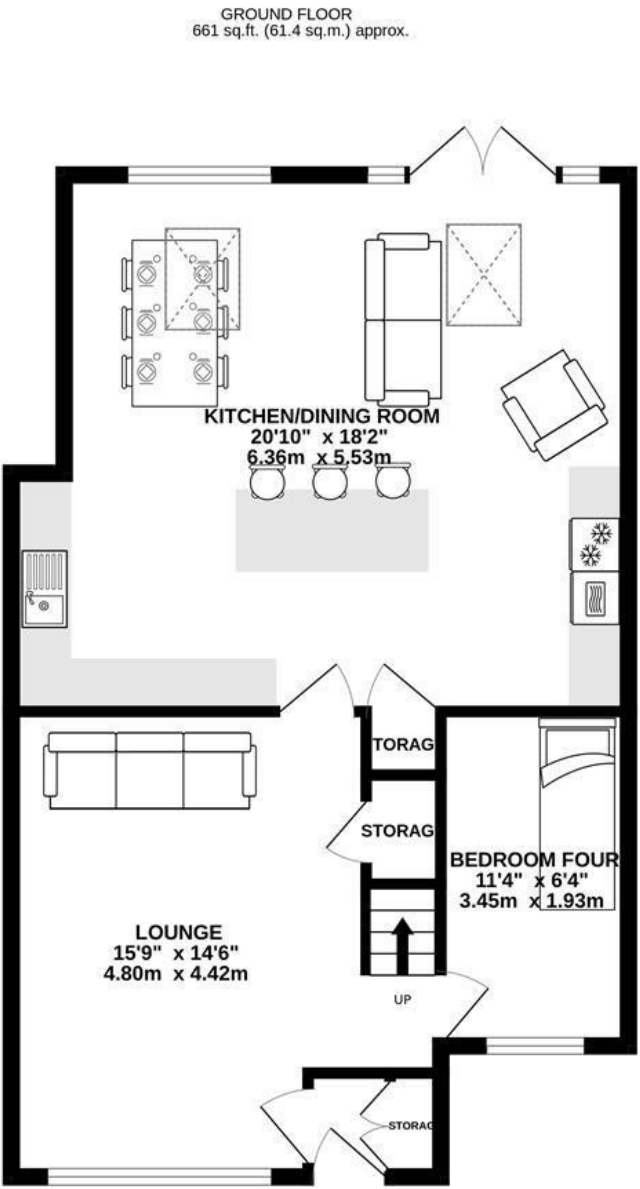 GROUND FLOOR
661 sq.ft. (61.4 sq.m.) approx.
KITCHEN/DINING ROOM
20'10" x 18'2"
6.36m x 5.53m
TORAG
STORAG
BEDROOM FOUR
11'4" x 6'4"
3.45m x 1.93m
LOUNGE
15'9" x 14'6"
4.80m x 4.42m
UP
STORAG